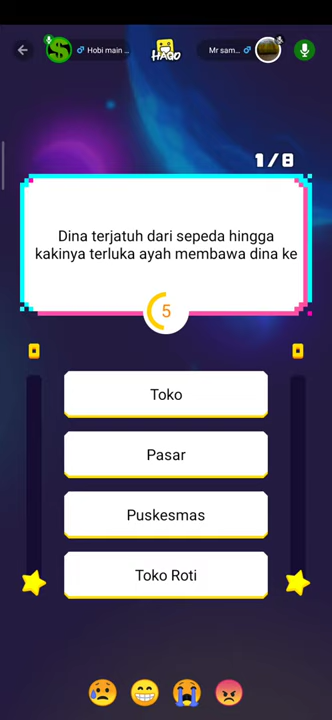 Hobi main ...
HAGO
Mr sam...
1/8
Dina terjatuh dari sepeda hingga
kakinya terluka ayah membawa dina ke
5
Toko
Pasar
Puskesmas
Toko Roti